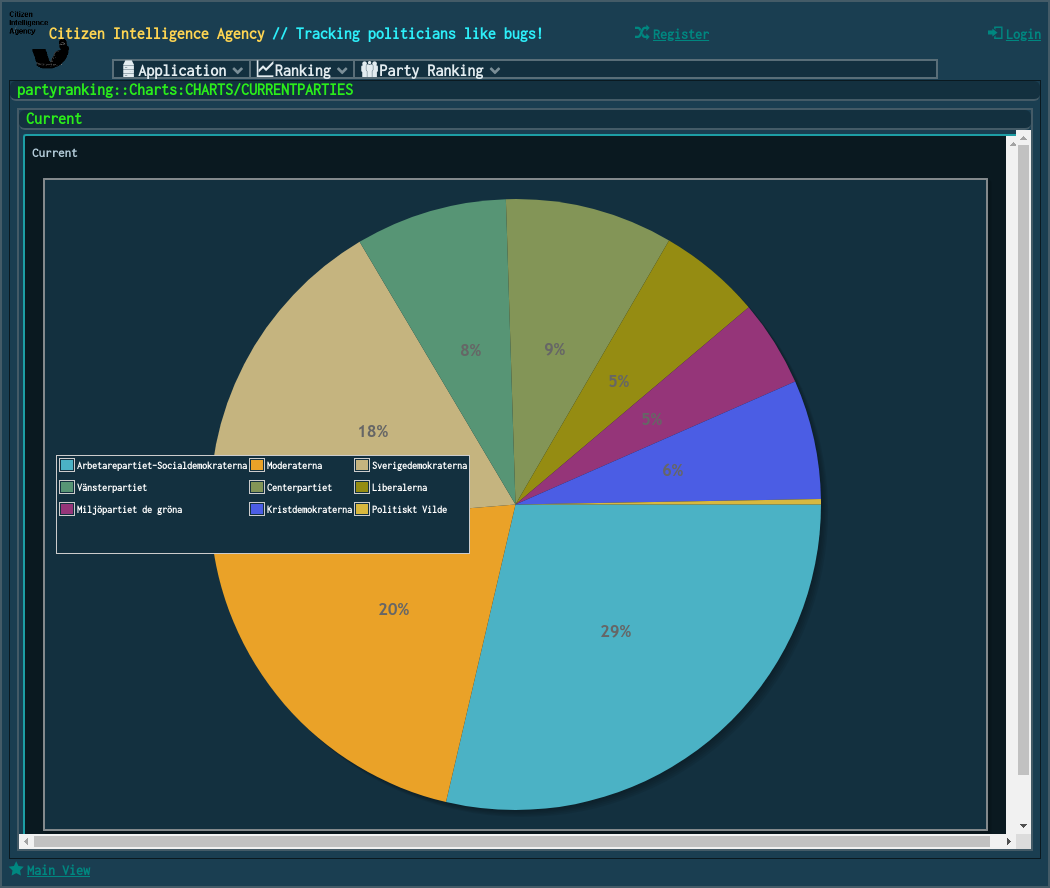 Citizen
Intelligence
Agency
Citizen Intelligence Agency // Tracking politicians like bugs!
Register
Login
Application
Ranking
Party Ranking
partyranking::Charts:CHARTS/CURRENTPARTIES
Current
Current
8%
9%
5%
5%
18%
6%
Arbetarepartiet-Socialdemokraterna Moderaterna Sverigedemokraterna
Vänsterpartiet Centerpartiet Liberalerna
Miljöpartiet de gröna Kristdemokraterna Politiskt Vilde
20%
29%
Main View